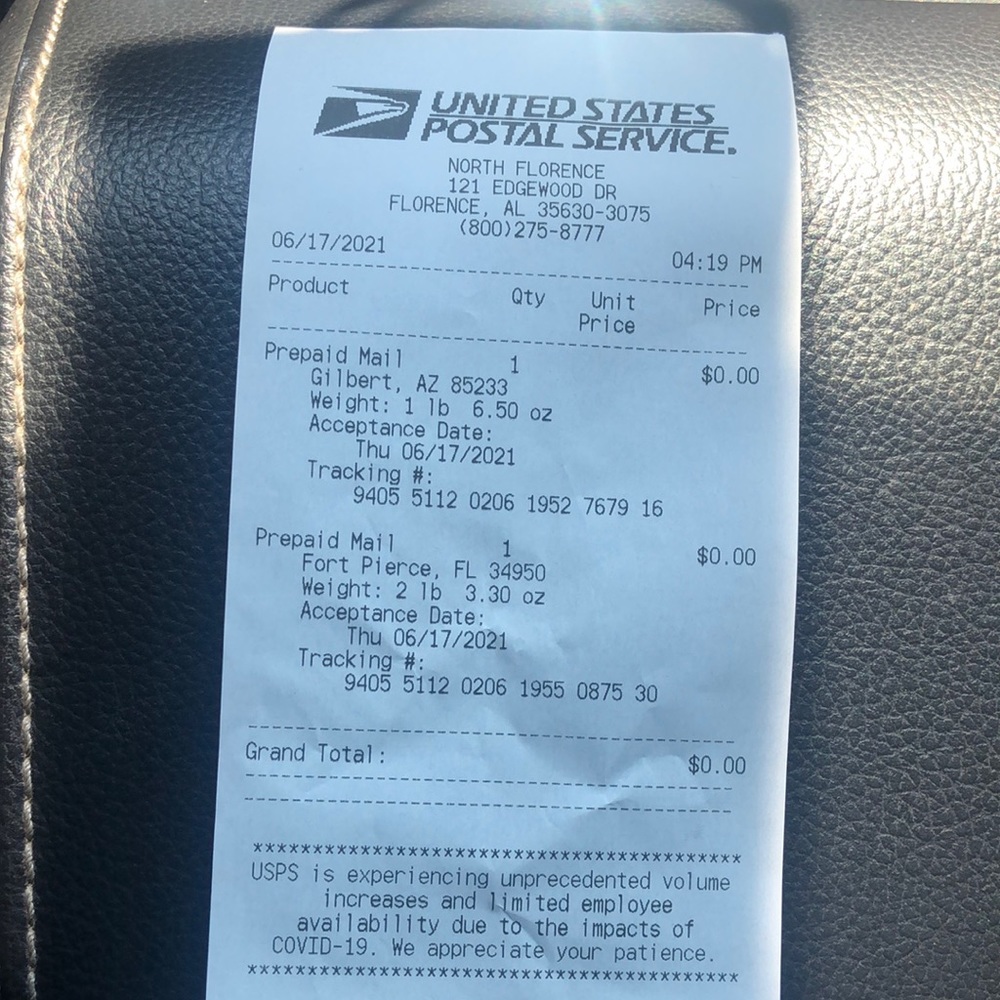 UNITED STATES
POSTAL SERVICE.
NORTH FLORENCE
121 EDGEWOOD DR
FLORENCE, AL 35630-3075
(800)275-8777
06/17/2021 04:19 PM
Product Qty Unit Price
Price
Prepaid Mail 1 $0.00
Gilbert, AZ 85233
Weight: 1 lb 6.50 oz
Acceptance Date:
Thu 06/17/2021
Tracking #:
9405 5112 0206 1952 7679 16
Prepaid Mail 1 $0.00
Fort Pierce, FL 34950
Weight: 2 lb 3.30 oz
Acceptance Date:
Thu 06/17/2021
Tracking #:
9405 5112 0206 1955 0875 30
Grand Total: $0.00
*****************************************
USPS is experiencing unprecedented volume
increases and limited employee
availability due to the impacts of
COVID-19. We appreciate your patience.
*****************************************